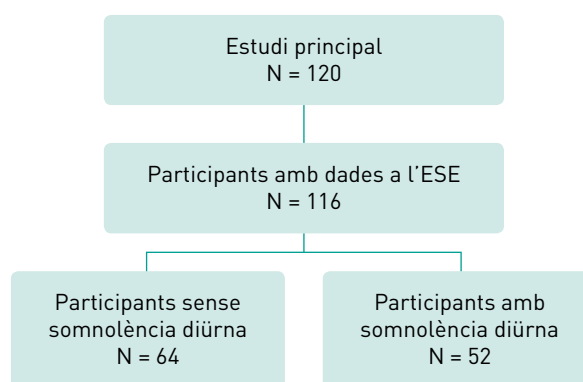 Estudi principal
N = 120
Participants amb dades a l’ESE
N = 116
Participants sense
somnolència diürna
N = 64
Participants amb
somnolència diürna
N = 52